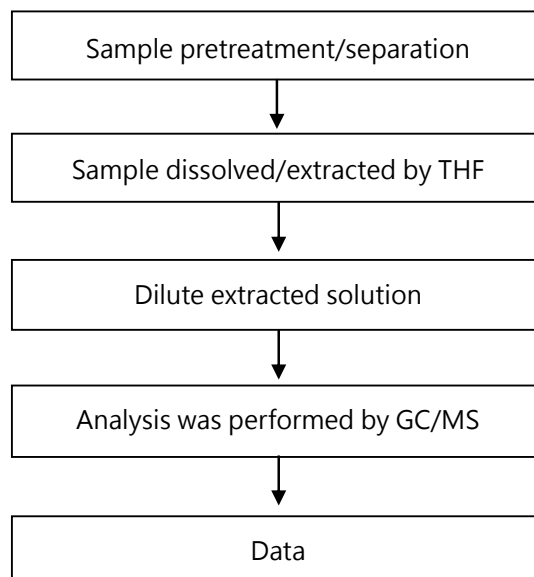 Sample pretreatment/separation
Sample dissolved/extracted by THF
Dilute extracted solution
Analysis was performed by GC/MS
Data